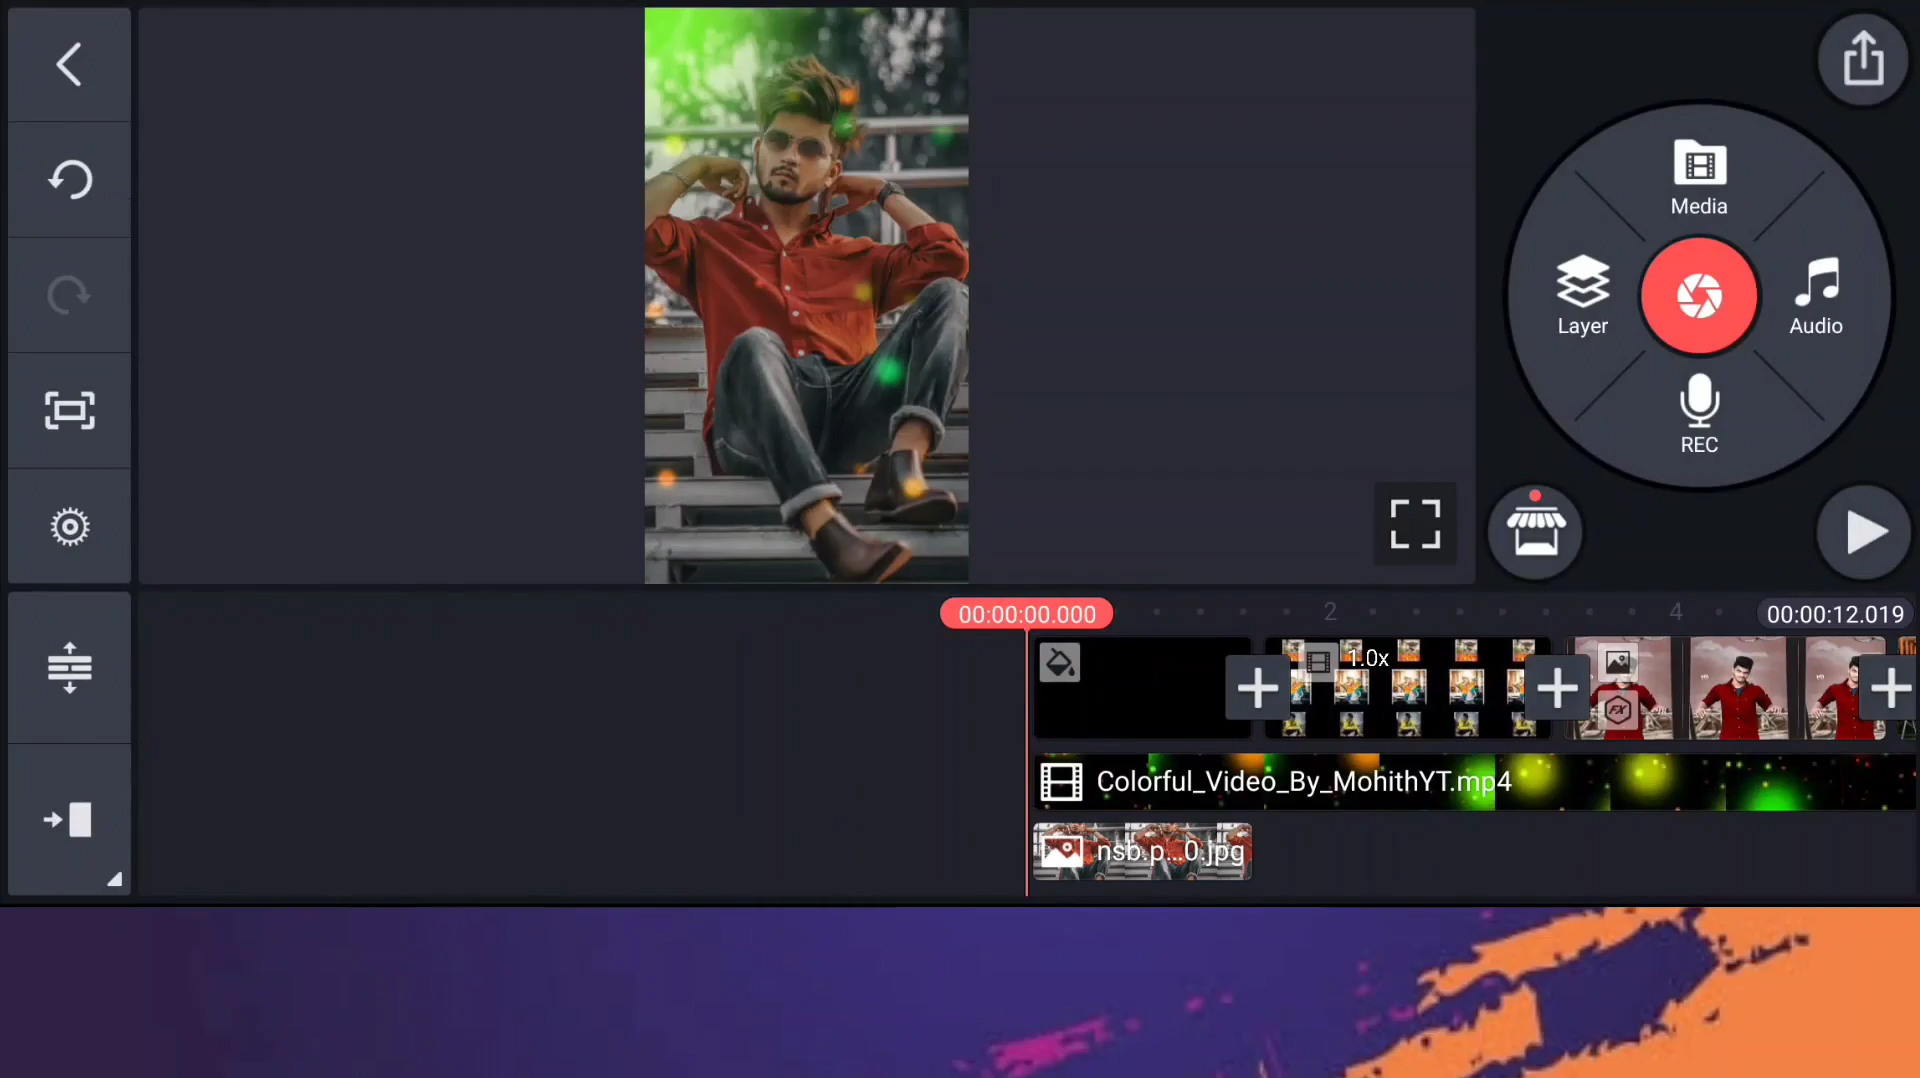 Media
Layer
Audio
REC
00:00:00.000
2
4
00:00:12.019
1.0x
FX
Colorful_Video_By_MohithYT.mp4
nsb.p...0.jpg